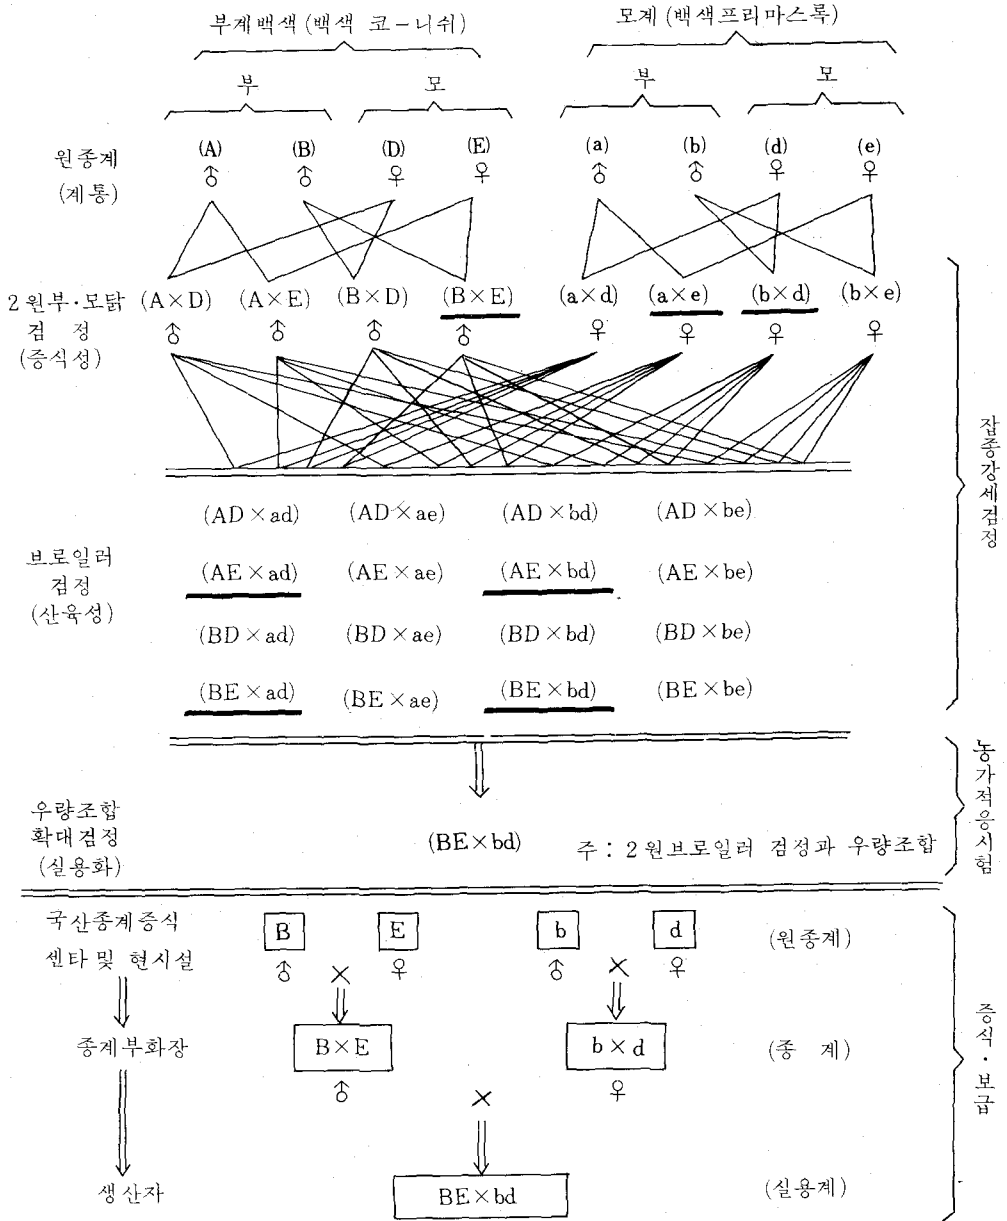 부계백색 (백색 코-니쉬) 모계 (백색프리마스록)
부 모 부 모
원종계 (A) (B) (D) (E) (a) (b) (d) (e)
(계통) ♂ ♂ ♀ ♀ ♂ ♂ ♀ ♀
2원부·모닭 (A×D) (A×E) (B×D) (B×E) (a×d) (a×e) (b×d) (b×e)
검 정 ♂ ♂ ♂ ♂ ♀ ♀ ♀ ♀
(증식성)
잡종강세검정
(AD×ad) (AD×ae) (AD×bd) (AD×be)
브로일러
검정
(산육성)
(AE×ad) (AE×ae) (AE×bd) (AE×be)
(BD×ad) (BD×ae) (BD×bd) (BD×be)
(BE×ad) (BE×ae) (BE×bd) (BE×be)
농가적응시험
우량조합
확대검정
(실용화)
(BE×bd) 주 : 2원브로일러 검정과 우량조합
국산종계증식
센타 및 현시설
B E b d (원종계)
♂ × ♀ ♂ × ♀
증식·보급
종계부화장 B×E b×d (종 계)
♂ × ♀
생산자 BE×bd (실용계)